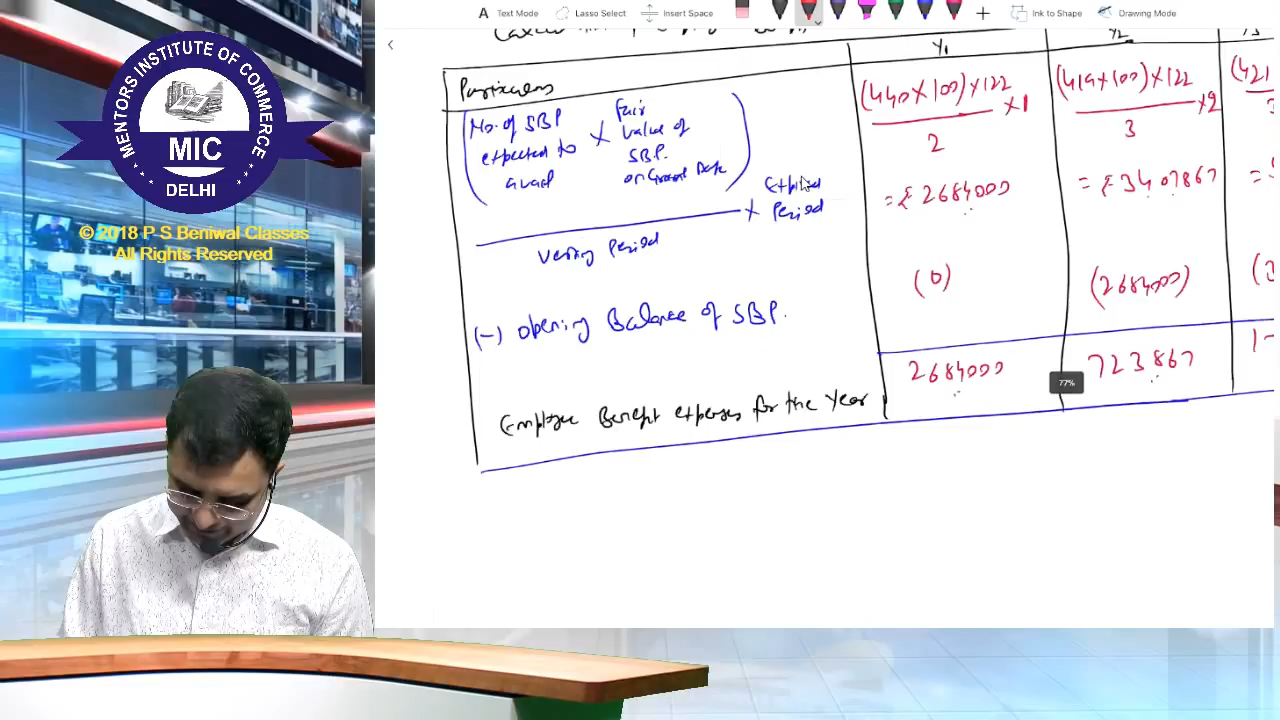 Text Mode
Lasso Select
Insert Space
Ink to Shape
Drawing Mode
MENTORS INSTITUTE OF COMMERCE
MIC
DELHI
© 2018 P S Beniwal Classes
All Rights Reserved
Y1
Y2
Particulars
No. of SBP
expected to
avail
×
Fair
value of
SBP.
on Grant Date
× Expired
Period
Vesting Period
(-) Opening Balance of SBP.
Employee Benefit expenses for the Year
(440×100)×122
2
×1
= ₹2684000
(0)
2684000
(419×100)×122
3
×2
= ₹3407867
(2684000)
723867
(421
77%